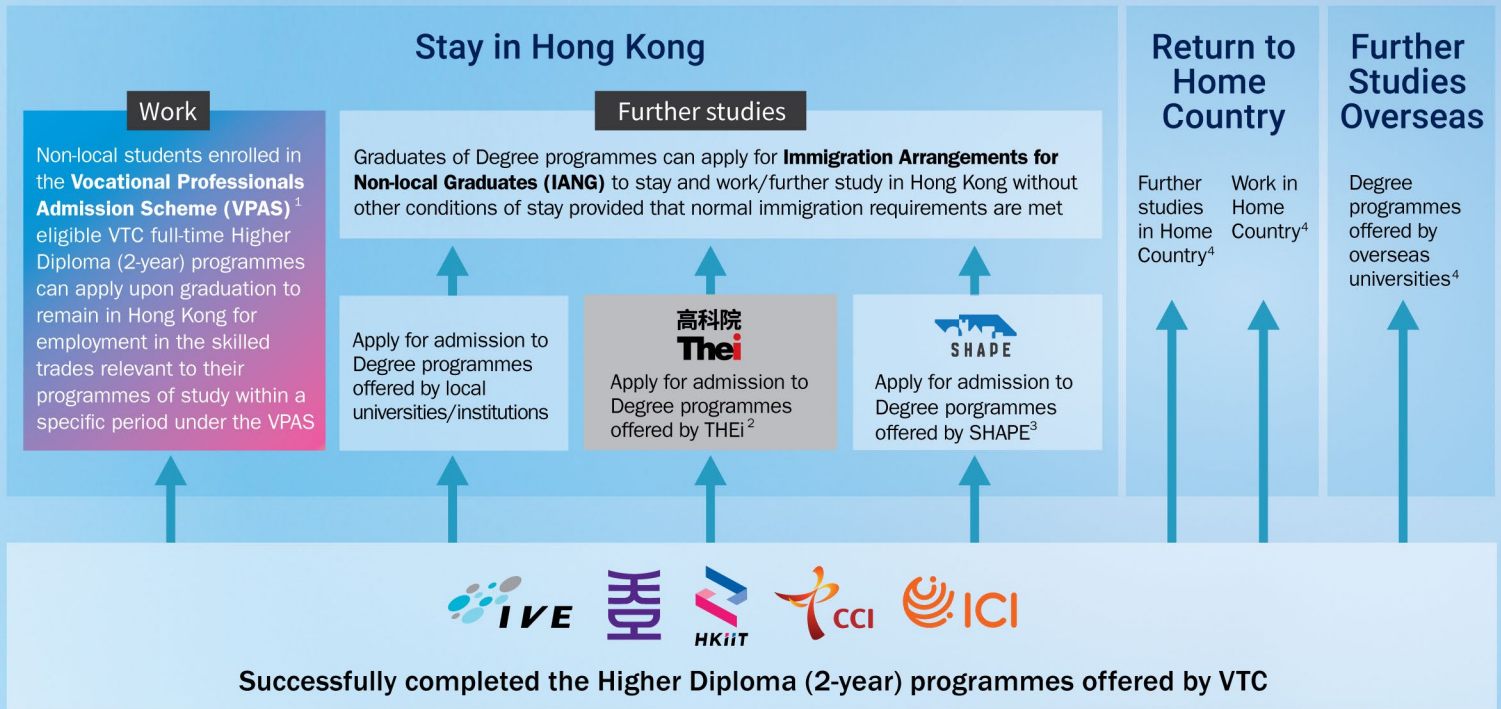 Stay in Hong Kong
Work
Non-local students enrolled in
the Vocational Professionals
Admission Scheme (VPAS) 1
eligible VTC full-time Higher
Diploma (2-year) programmes
can apply upon graduation to
remain in Hong Kong for
employment in the skilled
trades relevant to their
programmes of study within a
specific period under the VPAS
Further studies
Graduates of Degree programmes can apply for Immigration Arrangements for
Non-local Graduates (IANG) to stay and work/further study in Hong Kong without
other conditions of stay provided that normal immigration requirements are met
Apply for admission to
Degree programmes
offered by local
universities/institutions
高科院
Thei
Apply for admission to
Degree programmes
offered by THEi 2
SHAPE
Apply for admission to
Degree porgrammes
offered by SHAPE3
Return to
Home
Country
Further
studies
in Home
Country4
Work in
Home
Country4
Further
Studies
Overseas
Degree
programmes
offered by
overseas
universities4
IVE
HKDI
HKiiT
CCI
ICI
Successfully completed the Higher Diploma (2-year) programmes offered by VTC